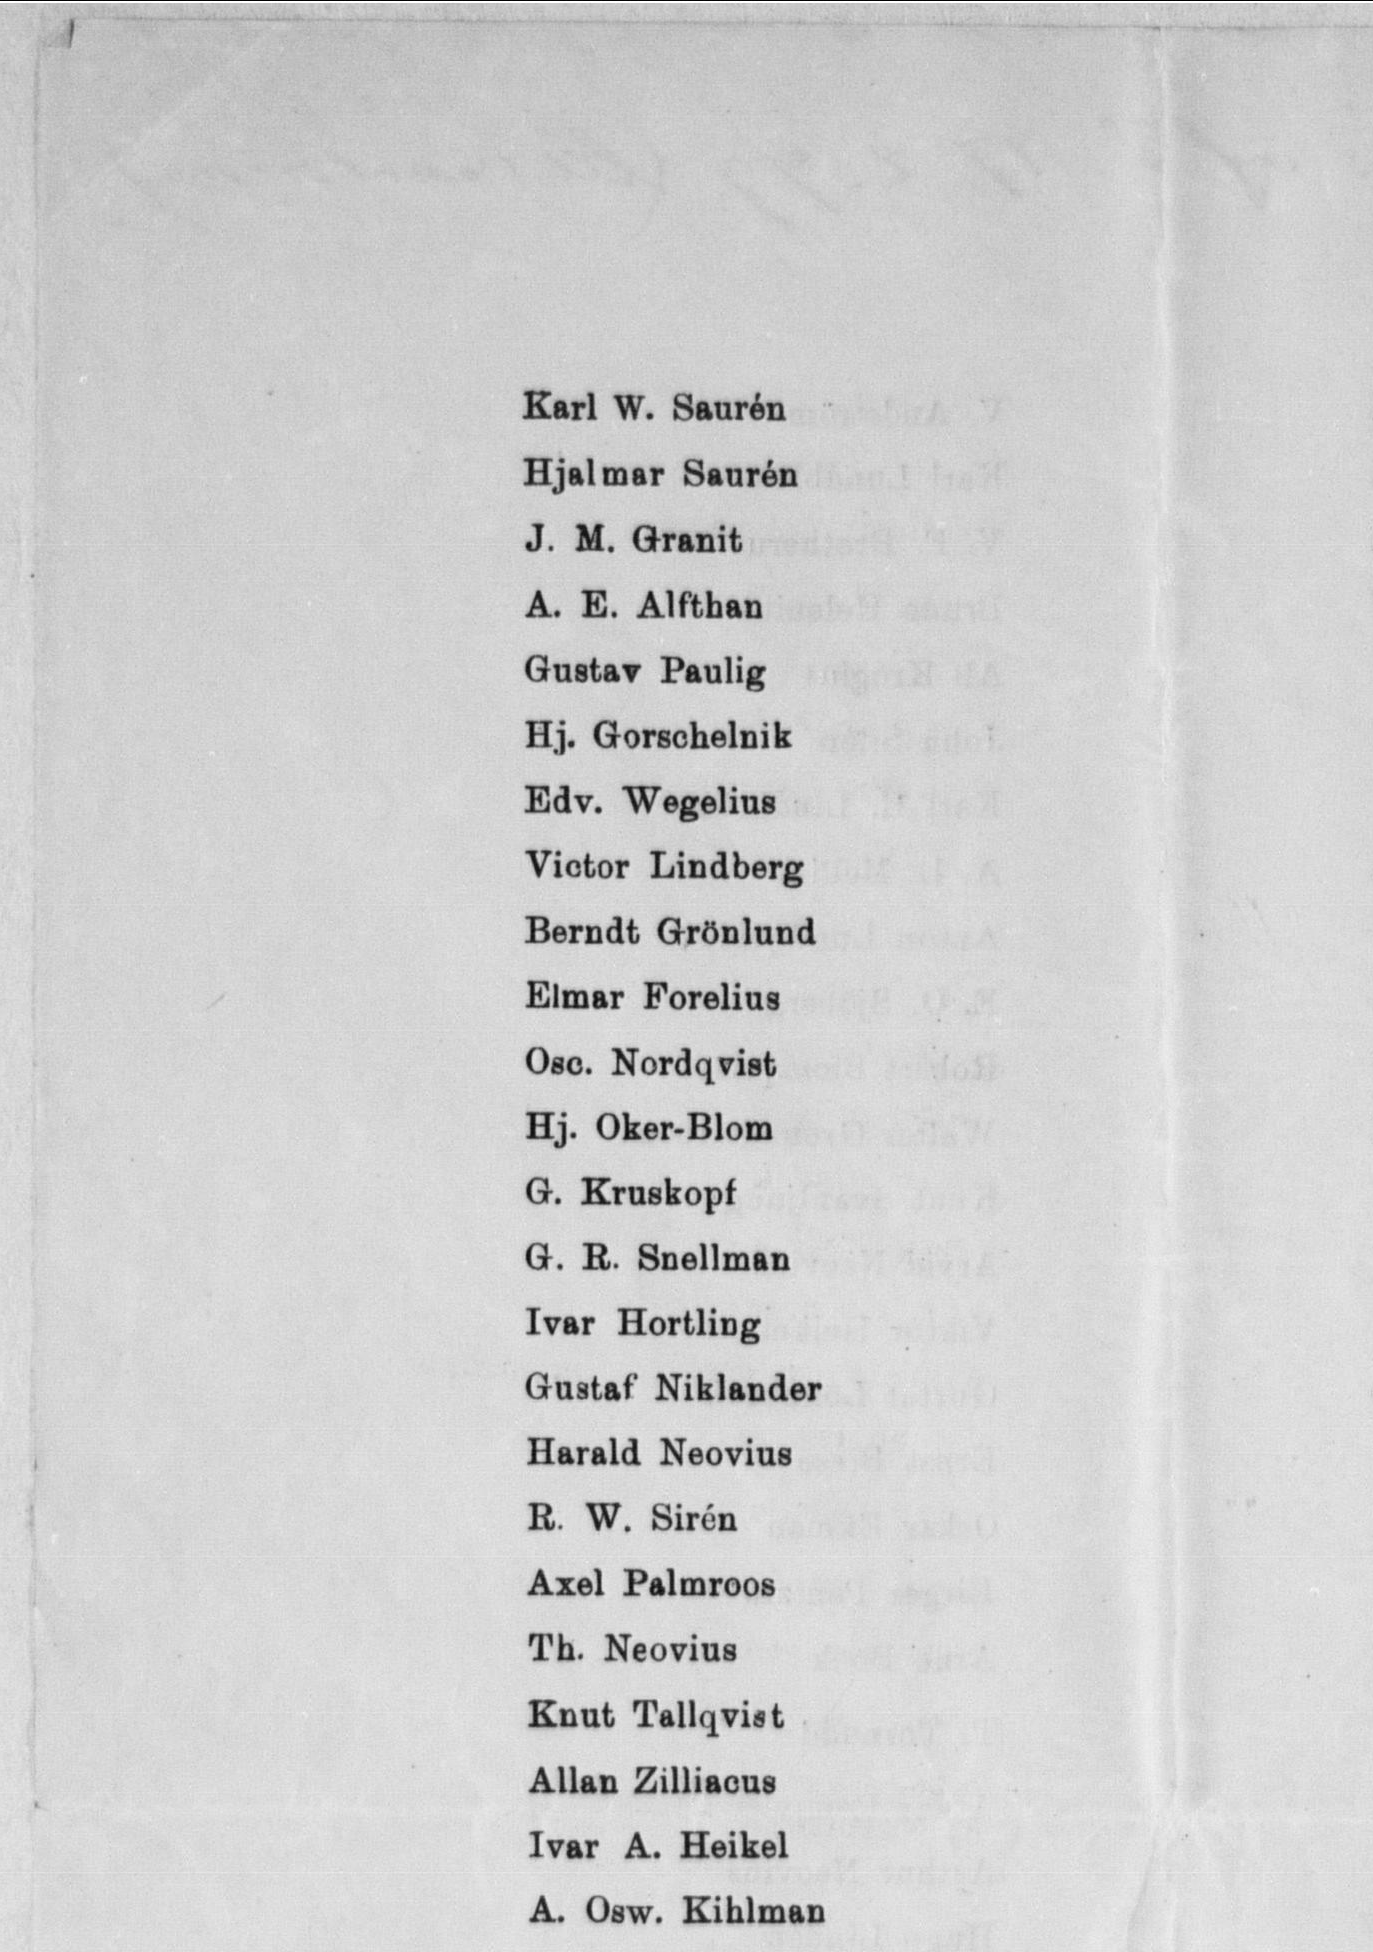 Karl W. Saurén
Hjalmar Saurén
J. M. Granit
A. E. Alfthan
Gustav Paulig
Hj. Gorschelnik
Edv. Wegelius
Victor Lindberg
Berndt Grönlund
Elmar Forelius
Osc. Nordqvist
Hj. Oker-Blom
G. Kruskopf
G. R. Snellman
Ivar Hortling
Gustaf Niklander
Harald Neovius
R. W. Sirén
Axel Palmroos
Th. Neovius
Knut Tallqvist
Allan Zilliacus
Ivar A. Heikel
A. Osw. Kihlman